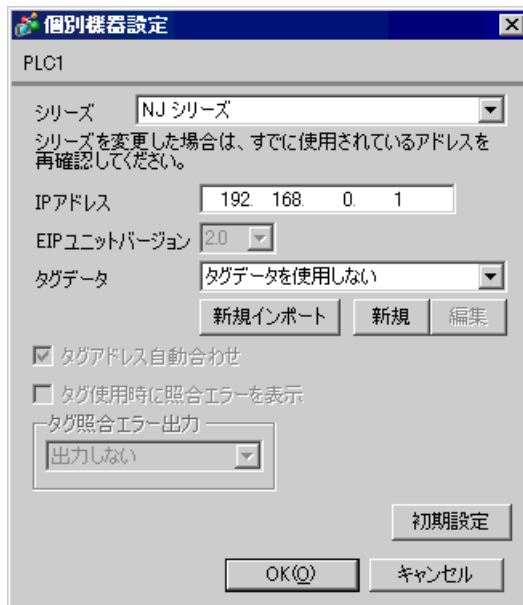 個別機器設定
PLC1
シリーズ NJ シリーズ
シリーズを変更した場合は、すでに使用されているアドレスを
再確認してください。
IPアドレス 192. 168. 0. 1
EIPユニットバージョン 2.0
タグデータ タグデータを使用しない
新規インポート 新規 編集
タグアドレス自動合わせ
タグ使用時に照合エラーを表示
タグ照合エラー出力
出力しない
初期設定
OK(O) キャンセル